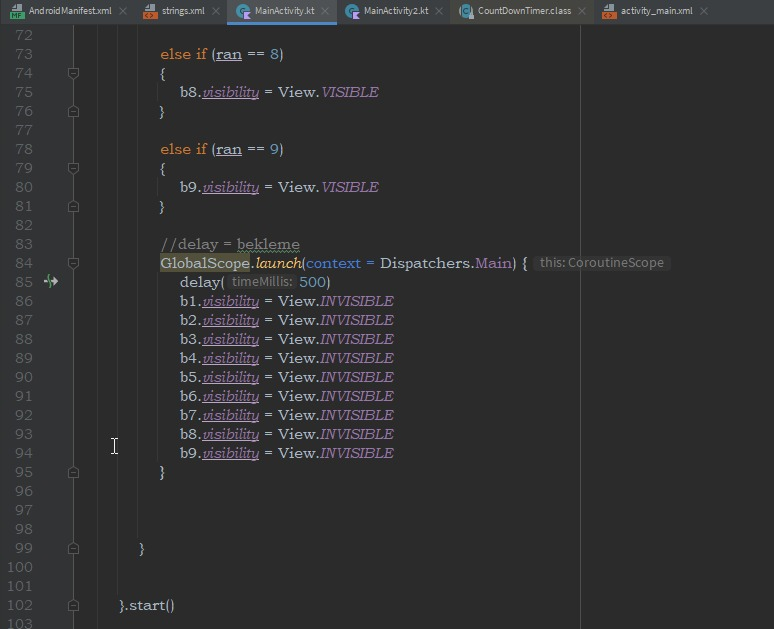 AndroidManifest.xml strings.xml MainActivity.kt MainActivity2.kt CountDownTimer.class activity_main.xml
72
73 else if (ran == 8)
74 {
75 b8.visibility = View.VISIBLE
76 }
77
78 else if (ran == 9)
79 {
80 b9.visibility = View.VISIBLE
81 }
82
83 //delay = bekleme
84 GlobalScope.launch(context = Dispatchers.Main) { this: CoroutineScope
85 delay( timeMillis: 500)
86 b1.visibility = View.INVISIBLE
87 b2.visibility = View.INVISIBLE
88 b3.visibility = View.INVISIBLE
89 b4.visibility = View.INVISIBLE
90 b5.visibility = View.INVISIBLE
91 b6.visibility = View.INVISIBLE
92 b7.visibility = View.INVISIBLE
93 b8.visibility = View.INVISIBLE
94 b9.visibility = View.INVISIBLE
95 }
96
97
98
99 }
100
101
102 }.start()
103